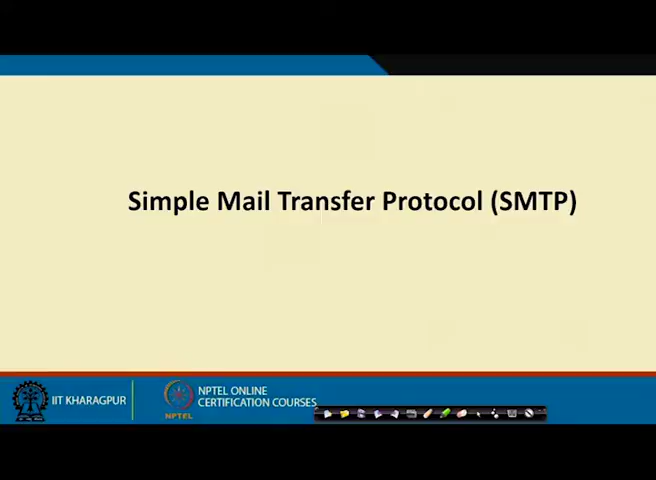 Simple Mail Transfer Protocol (SMTP)
IIT KHARAGPUR
NPTEL
NPTEL ONLINE
CERTIFICATION COURSES